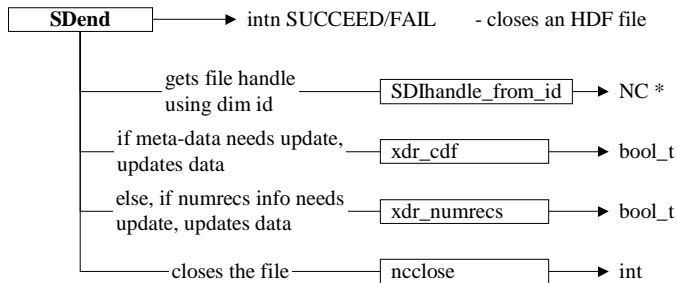 SDend intn SUCCEED/FAIL - closes an HDF file
gets file handle
using dim id
SDIhandle_from_id NC *
if meta-data needs update,
updates data
xdr_cdf bool_t
else, if numrecs info needs
update, updates data
xdr_numrecs bool_t
closes the file ncclose int